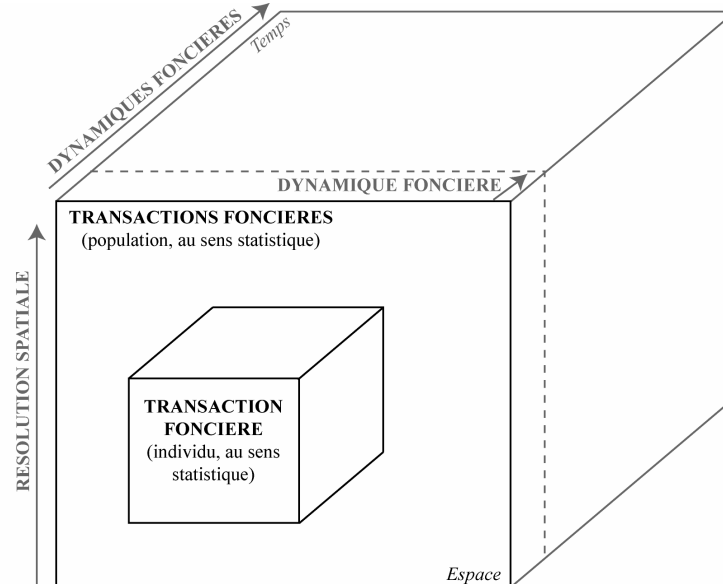 DYNAMIQUES FONCIERES
Temps
DYNAMIQUE FONCIERE
TRANSACTIONS FONCIERES
(population, au sens statistique)
RESOLUTION SPATIALE
TRANSACTION
FONCIERE
(individu, au sens
statistique)
Espace